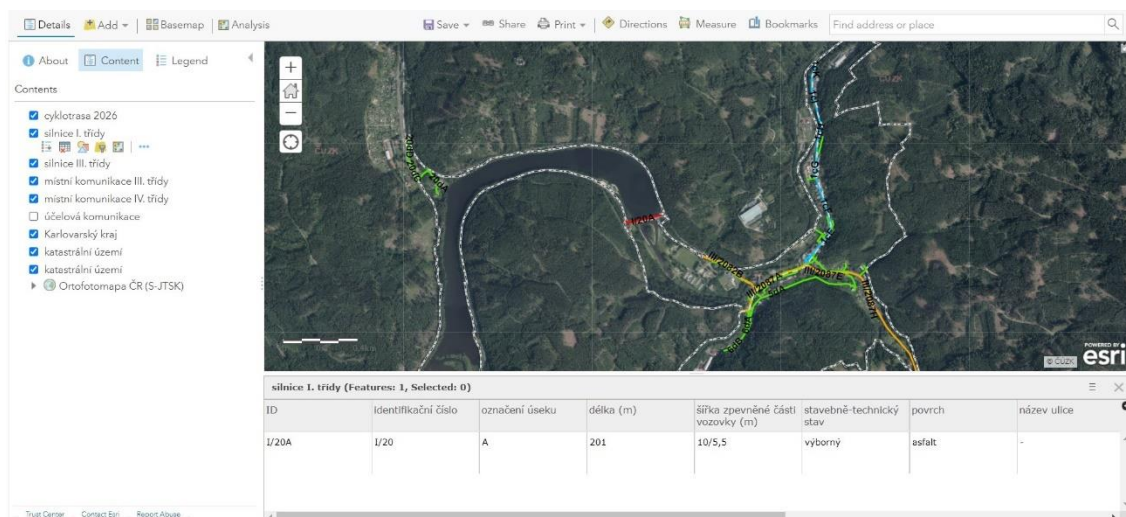 Details Add Basemap Analysis Save Share Print Directions Measure Bookmarks Find address or place
About Content Legend
Contents
cyklotrasa 2026
silnice I. třídy
silnice III. třídy
místní komunikace III. třídy
místní komunikace IV. třídy
účelová komunikace
Karlovarský kraj
katastrální území
katastrální území
Ortofotomapa ČR (S-JTSK)
ČÚZK
ČÚZK
I/20A
POWERED BY
esri
© ČÚZK
silnice I. třídy (Features: 1, Selected: 0)
ID identifikační číslo označení úseku délka (m) šířka zpevněné části vozovky (m) stavebně-technický stav povrch název ulice
I/20A I/20 A 201 10/5,5 výborný asfalt -
Trust Center Contact Esri Report Abuse